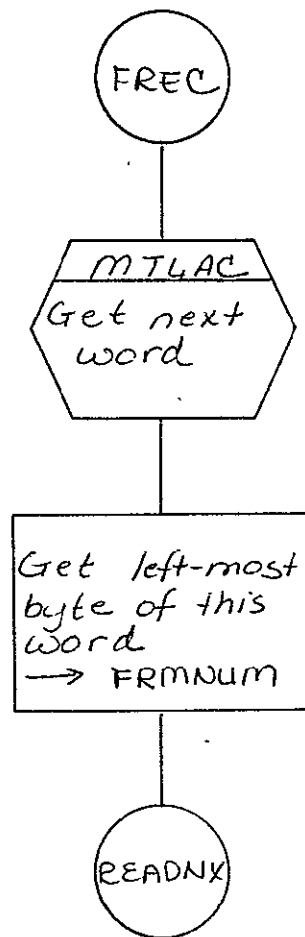 FREC
MTLAC
Get next
word
Get left-most
byte of this
word
→ FRMNUM
READNX